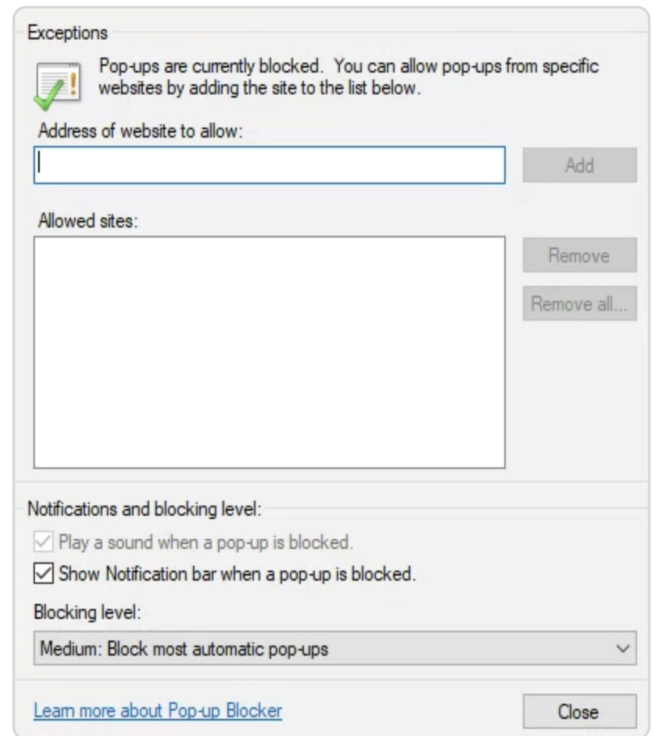 Exceptions
Pop-ups are currently blocked. You can allow pop-ups from specific
websites by adding the site to the list below.
Address of website to allow:
Add
Allowed sites:
Remove
Remove all...
Notifications and blocking level:
Play a sound when a pop-up is blocked.
Show Notification bar when a pop-up is blocked.
Blocking level:
Medium: Block most automatic pop-ups
Learn more about Pop-up Blocker
Close